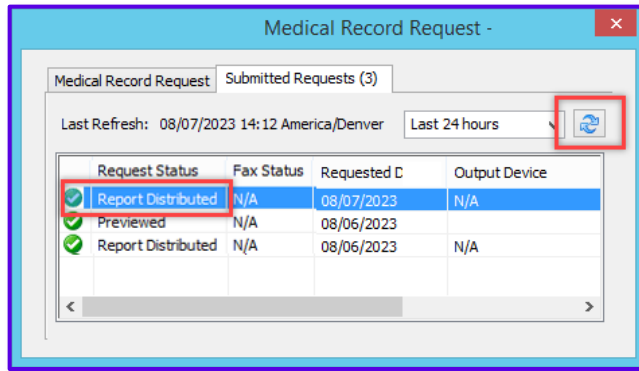 Medical Record Request -
Medical Record Request Submitted Requests (3)
Last Refresh: 08/07/2023 14:12 America/Denver Last 24 hours
Request Status Fax Status Requested D Output Device
Report Distributed N/A 08/07/2023 N/A
Previewed N/A 08/06/2023
Report Distributed N/A 08/06/2023 N/A